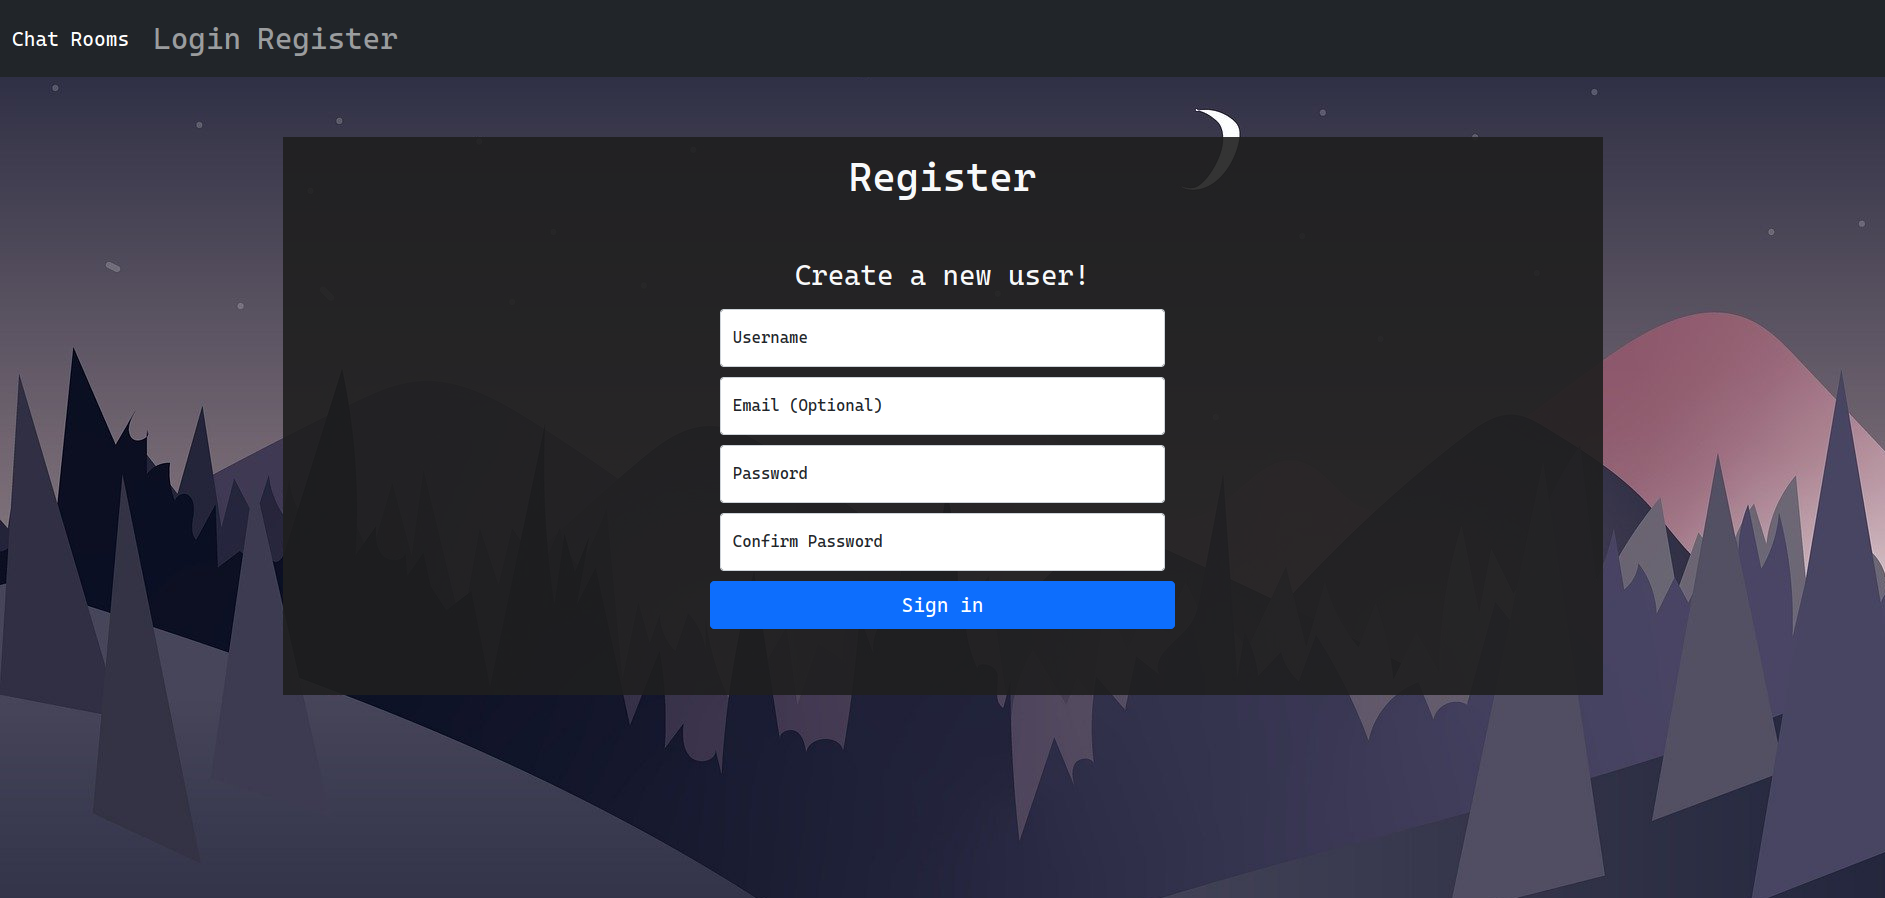 Chat Rooms Login Register
Register
Create a new user!
Username
Email (Optional)
Password
Confirm Password
Sign in